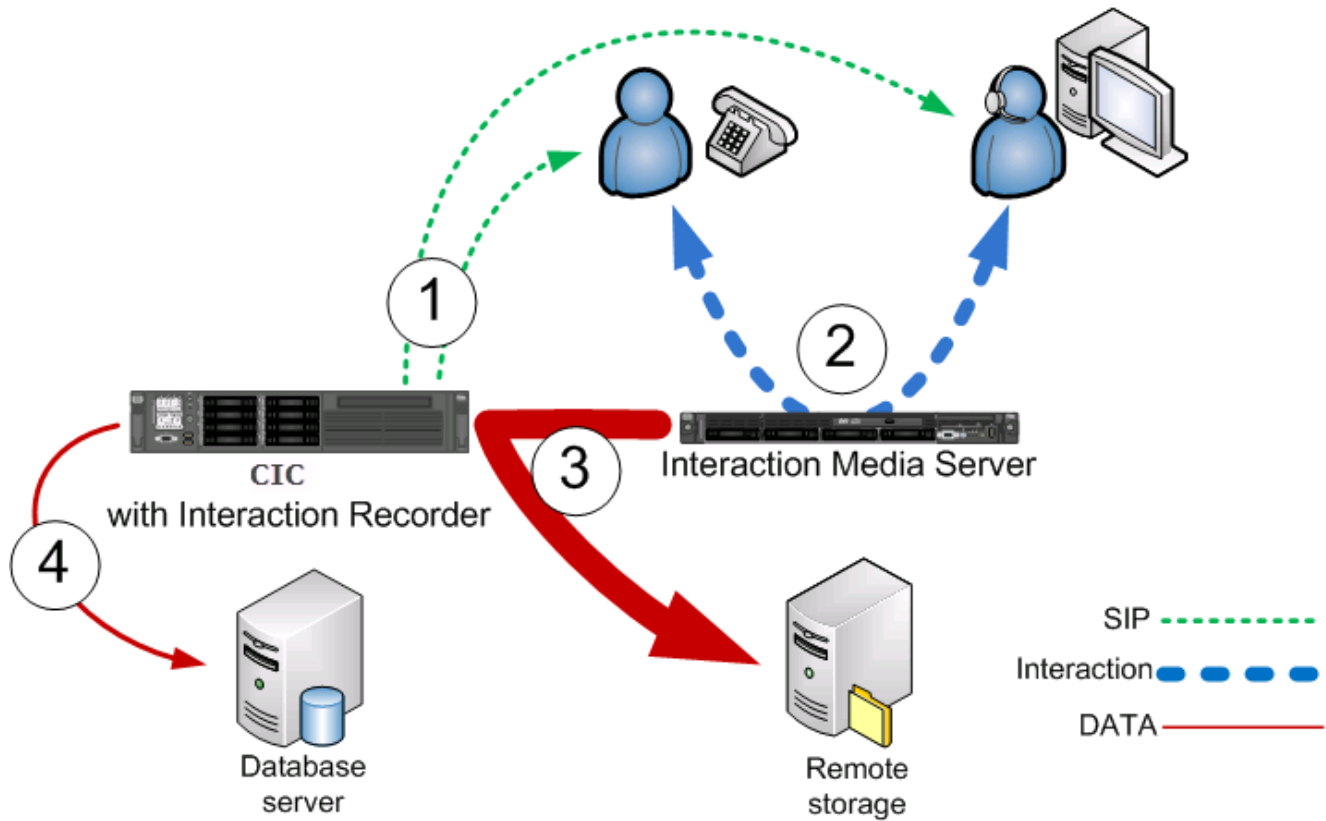 1
2
3
CIC
with Interaction Recorder
Interaction Media Server
4
Database
server
Remote
storage
SIP
Interaction
DATA